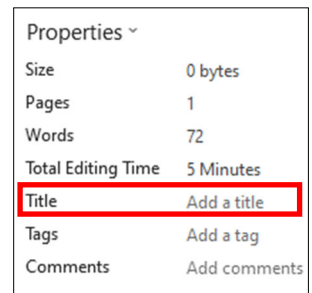 Properties
Size 0 bytes
Pages 1
Words 72
Total Editing Time 5 Minutes
Title Add a title
Tags Add a tag
Comments Add comments